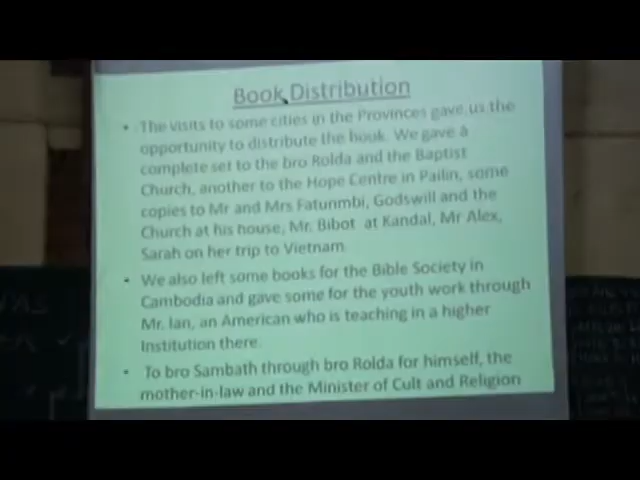 Book Distribution
• The visits to some cities in the Provinces gave us the
opportunity to distribute the book. We gave a
complete set to the bro Rolda and the Baptist
Church, another to the Hope Centre in Pailin, some
copies to Mr and Mrs Fatunmbi, Godswill and the
Church at his house, Mr. Bibot at Kandal, Mr Alex,
Sarah on her trip to Vietnam.
• We also left some books for the Bible Society in
Cambodia and gave some for the youth work through
Mr. Ian, an American who is teaching in a higher
Institution there.
• To bro Sambath through bro Rolda for himself, the
mother-in-law and the Minister of Cult and Religion